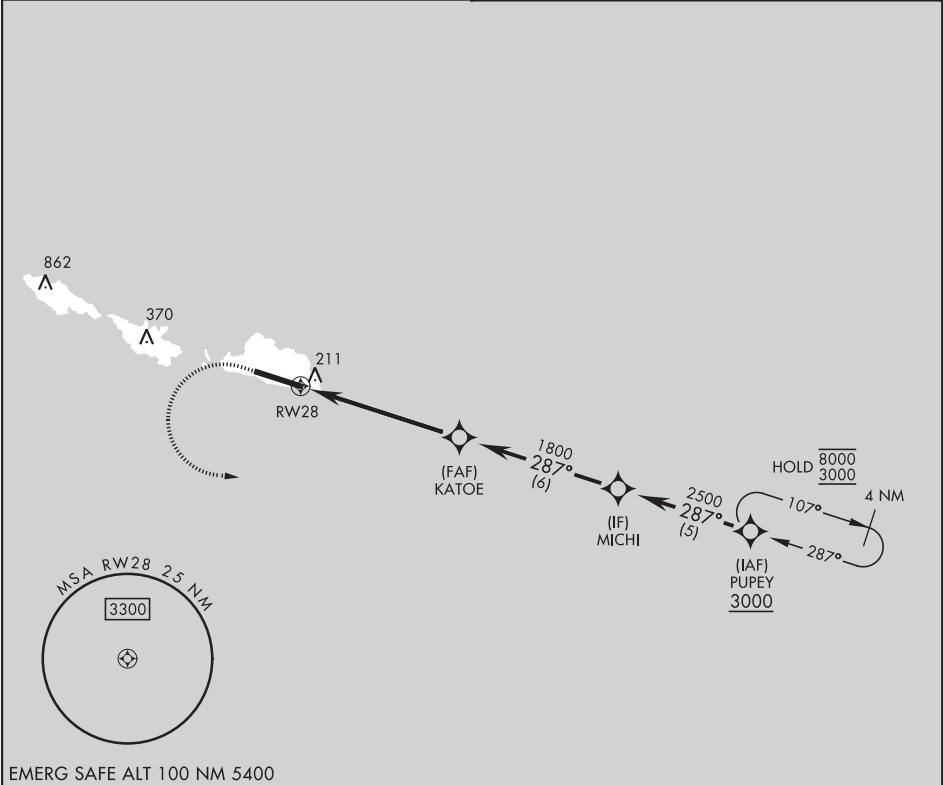 862
370
211
RW28
(FAF)
KATOE
1800
287°
(6)
(IF)
MICHI
2500
287°
(5)
HOLD 8000
3000
4 NM
107°
287°
(IAF)
PUPEY
3000
MSA RW28 25 NM
3300
EMERG SAFE ALT 100 NM 5400